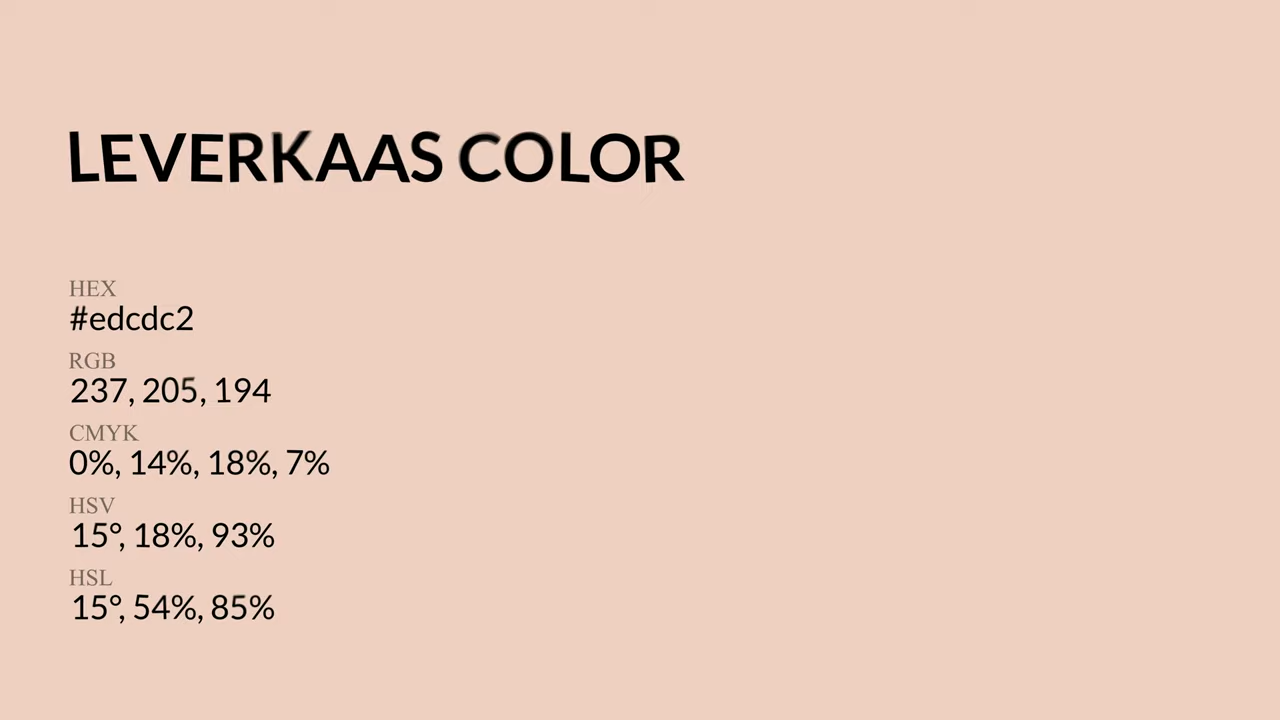 LEVERKAAS COLOR
HEX
#edcdc2
RGB
237, 205, 194
CMYK
0%, 14%, 18%, 7%
HSV
15°, 18%, 93%
HSL
15°, 54%, 85%